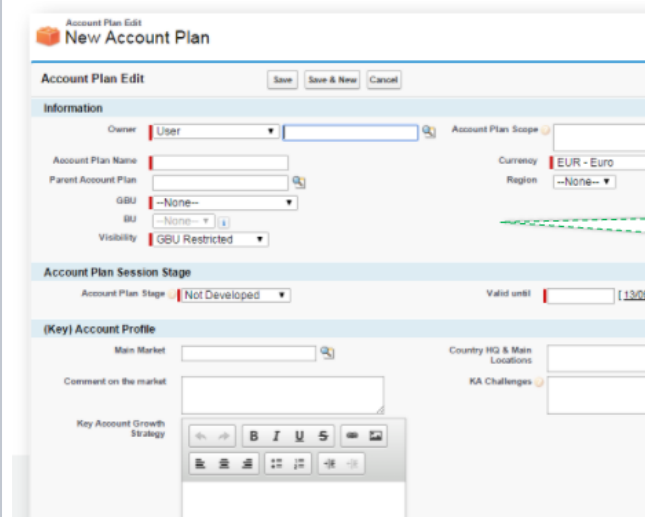 Account Plan Edit
New Account Plan
Account Plan Edit Save Save & New Cancel
Information
Owner User Account Plan Scope
Account Plan Name Currency EUR - Euro
Parent Account Plan Region --None--
GBU --None--
BU --None-- i
Visibility GBU Restricted
Account Plan Session Stage
Account Plan Stage Not Developed Valid until [ 13/0
(Key) Account Profile
Main Market Country HQ & Main
Locations
Comment on the market KA Challenges
Key Account Growth
Strategy
B I U S